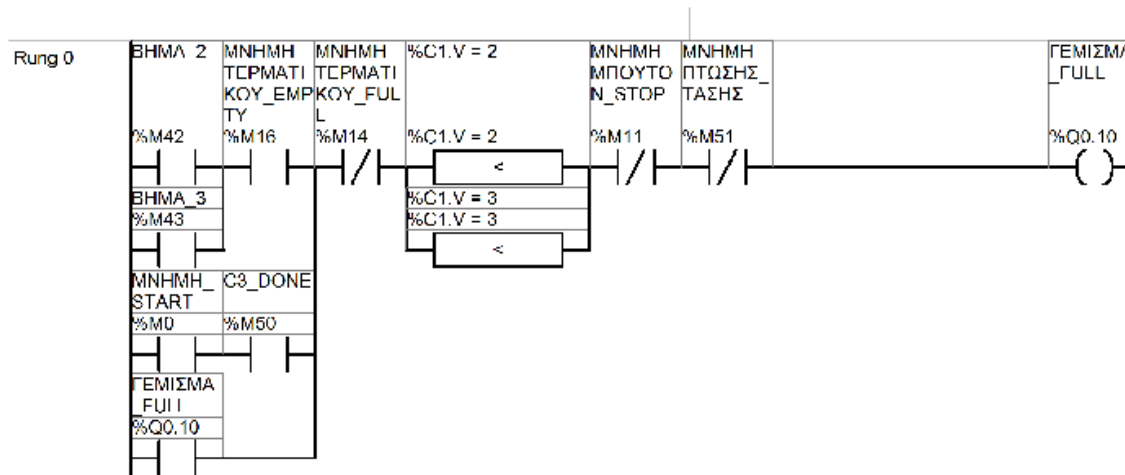 Rung 0
ΒΗΜΑ_2
%M42
ΜΝΗΜΗ
ΤΕΡΜΑΤΙ
ΚΟΥ_EMP
TY
%M16
ΜΝΗΜΗ
ΤΕΡΜΑΤΙ
ΚΟΥ_FUL
L
%M14
%C1.V = 2
%C1.V = 2
<
ΜΝΗΜΗ
ΜΠΟΥΤΟ
Ν_STOP
%M11
ΜΝΗΜΗ
ΠΤΩΣΗΣ_
ΤΑΣΗΣ
%M51
ΓΕΜΙΣΜΑ
_FULL
%Q0.10
ΒΗΜΑ_3
%M43
%C1.V = 3
%C1.V = 3
<
ΜΝΗΜΗ_
START
%M0
C3_DONE
%M50
ΓΕΜΙΣΜΑ
_FULL
%Q0.10